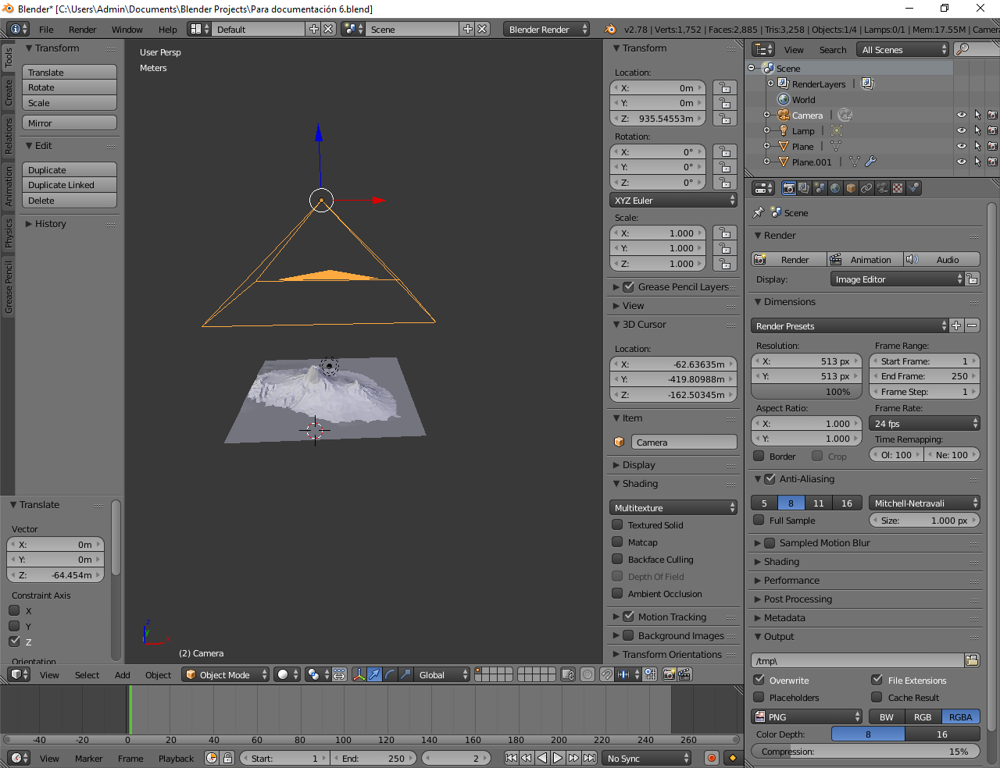 Blender* [C:\Users\Admin\Documents\Blender Projects\Para documentación 6.blend]
File Render Window Help Default Scene Blender Render v2.78 | Verts:1,752 | Faces:2,885 | Tris:3,258 | Objects:1/4 | Lamps:0/1 | Mem:17.55M | Camer
Tools
Create
Relations
Animation
Physics
Grease Pencil
Transform
Translate
Rotate
Scale
Mirror
Edit
Duplicate
Duplicate Linked
Delete
History
Translate
Vector
X: 0m
Y: 0m
Z: -64.454m
Constraint Axis
X
Y
Z
Orientation
User Persp
Meters
z
y
x
(2) Camera
Transform
Location:
X: 0m
Y: 0m
Z: 935.54553m
Rotation:
X: 0°
Y: 0°
Z: 0°
XYZ Euler
Scale:
X: 1.000
Y: 1.000
Z: 1.000
Grease Pencil Layers
View
3D Cursor
Location:
X: -62.63635m
Y: -419.80988m
Z: -162.50345m
Item
Camera
Display
Shading
Multitexture
Textured Solid
Matcap
Backface Culling
Depth Of Field
Ambient Occlusion
Motion Tracking
Background Images
Transform Orientations
View Search All Scenes
Scene
RenderLayers |
World
Camera |
Lamp |
Plane |
Plane.001 |
Scene
Render
Render Animation Audio
Display: Image Editor
Dimensions
Render Presets
Resolution: Frame Range:
X: 513 px Start Frame: 1
Y: 513 px End Frame: 250
100% Frame Step: 1
Aspect Ratio: Frame Rate:
X: 1.000 24 fps
Y: 1.000 Time Remapping:
Border Crop Ol: 100 Ne: 100
Anti-Aliasing
5 8 11 16 Mitchell-Netravali
Full Sample Size: 1.000 px
Sampled Motion Blur
Shading
Performance
Post Processing
Metadata
Output
/tmp\
Overwrite File Extensions
Placeholders Cache Result
PNG BW RGB RGBA
Color Depth: 8 16
Compression: 15%
View Select Add Object Object Mode Global
-40 -20 0 20 40 60 80 100 120 140 160 180 200 220 240 260
View Marker Frame Playback Start: 1 End: 250 2 No Sync